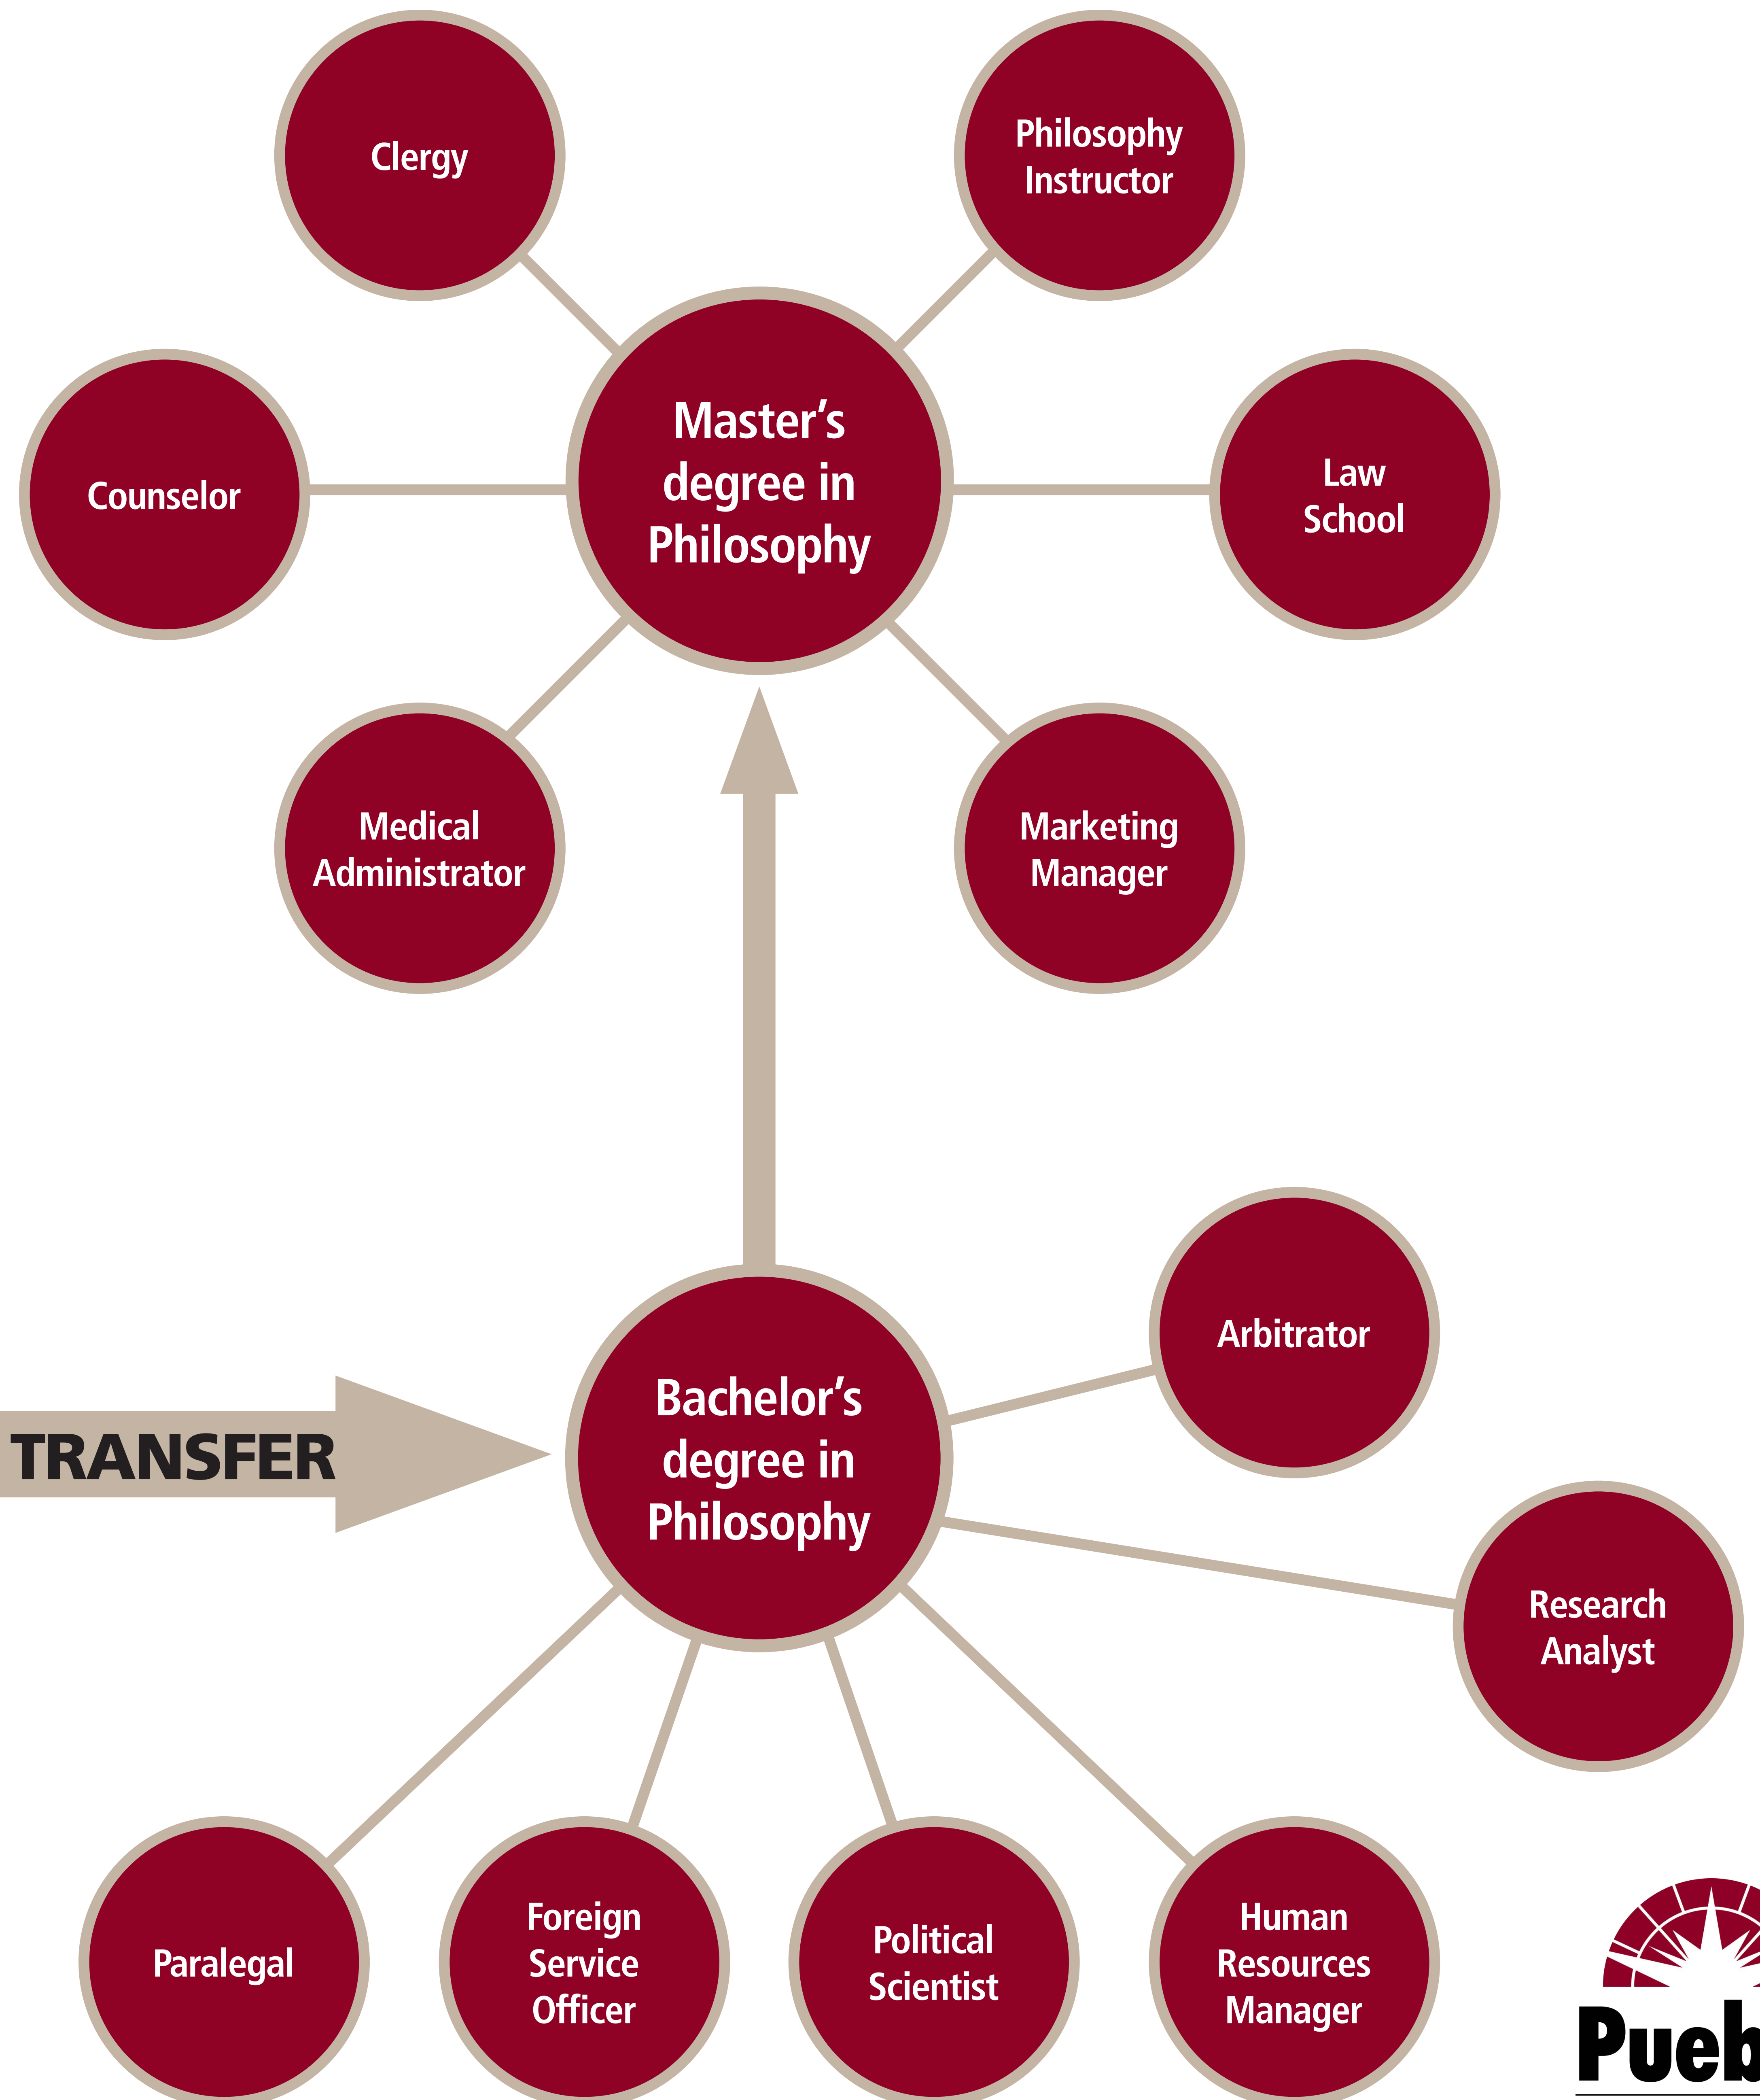 Clergy
Philosophy
Instructor
Master's
degree in
Philosophy
Counselor
Law
School
Medical
Administrator
Marketing
Manager
Arbitrator
TRANSFER
Bachelor's
degree in
Philosophy
Research
Analyst
Paralegal
Foreign
Service
Officer
Political
Scientist
Human
Resources
Manager
Pueb